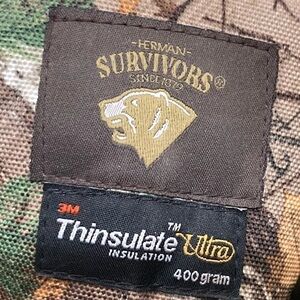 -HERMAN-
SURVIVORS®
SINCE 1879
3M
Thinsulate™ Ultra
INSULATION
400 gram